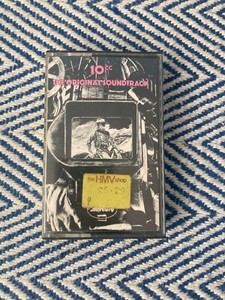 10cc
THE ORIGINAL SOUNDTRACK
the HMV shop